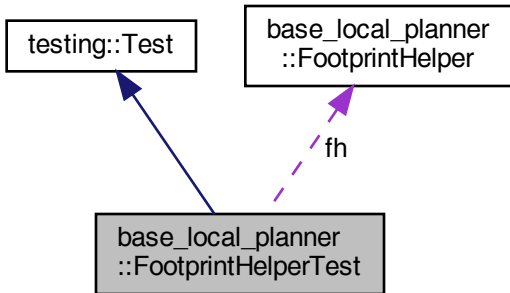 testing::Test
base_local_planner
::FootprintHelper
fh
base_local_planner
::FootprintHelperTest